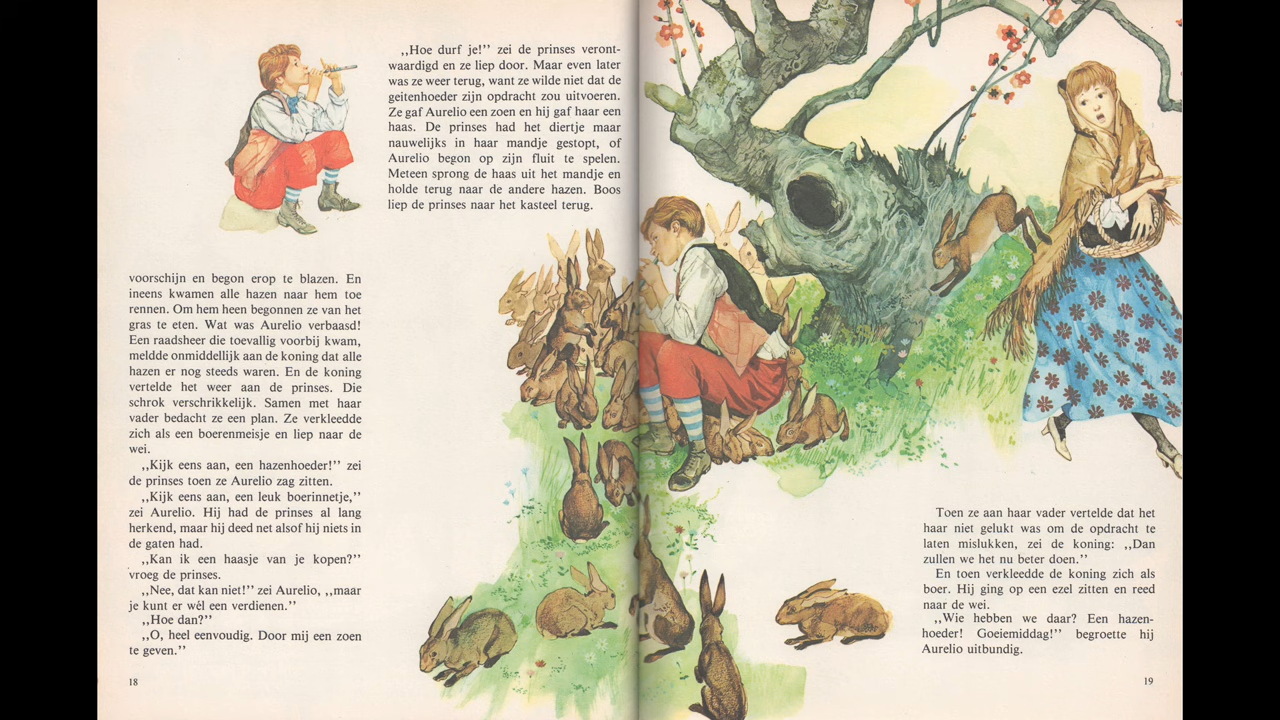 voorschijn en begon erop te blazen. En
ineens kwamen alle hazen naar hem toe
rennen. Om hem heen begonnen ze van het
gras te eten. Wat was Aurelio verbaasd!
Een raadsheer die toevallig voorbij kwam,
meldde onmiddellijk aan de koning dat alle
hazen er nog steeds waren. En de koning
vertelde het weer aan de prinses. Die
schrok verschrikkelijk. Samen met haar
vader bedacht ze een plan. Ze verkleedde
zich als een boerenmeisje en liep naar de
wei.
,,Kijk eens aan, een hazenhoeder!'' zei
de prinses toen ze Aurelio zag zitten.
,,Kijk eens aan, een leuk boerinnetje,''
zei Aurelio. Hij had de prinses al lang
herkend, maar hij deed net alsof hij niets in
de gaten had.
,,Kan ik een haasje van je kopen?''
vroeg de prinses.
,,Nee, dat kan niet!'' zei Aurelio, ,,maar
je kunt er wél een verdienen.''
,,Hoe dan?''
,,O, heel eenvoudig. Door mij een zoen
te geven.''
18
,,Hoe durf je!'' zei de prinses veront-
waardigd en ze liep door. Maar even later
was ze weer terug, want ze wilde niet dat de
geitenhoeder zijn opdracht zou uitvoeren.
Ze gaf Aurelio een zoen en hij gaf haar een
haas. De prinses had het diertje maar
nauwelijks in haar mandje gestopt, of
Aurelio begon op zijn fluit te spelen.
Meteen sprong de haas uit het mandje en
holde terug naar de andere hazen. Boos
liep de prinses naar het kasteel terug.
Toen ze aan haar vader vertelde dat het
haar niet gelukt was om de opdracht te
laten mislukken, zei de koning: ,,Dan
zullen we het nu beter doen.''
En toen verkleedde de koning zich als
boer. Hij ging op een ezel zitten en reed
naar de wei.
,,Wie hebben we daar? Een hazen-
hoeder! Goeiemiddag!'' begroette hij
Aurelio uitbundig.
19